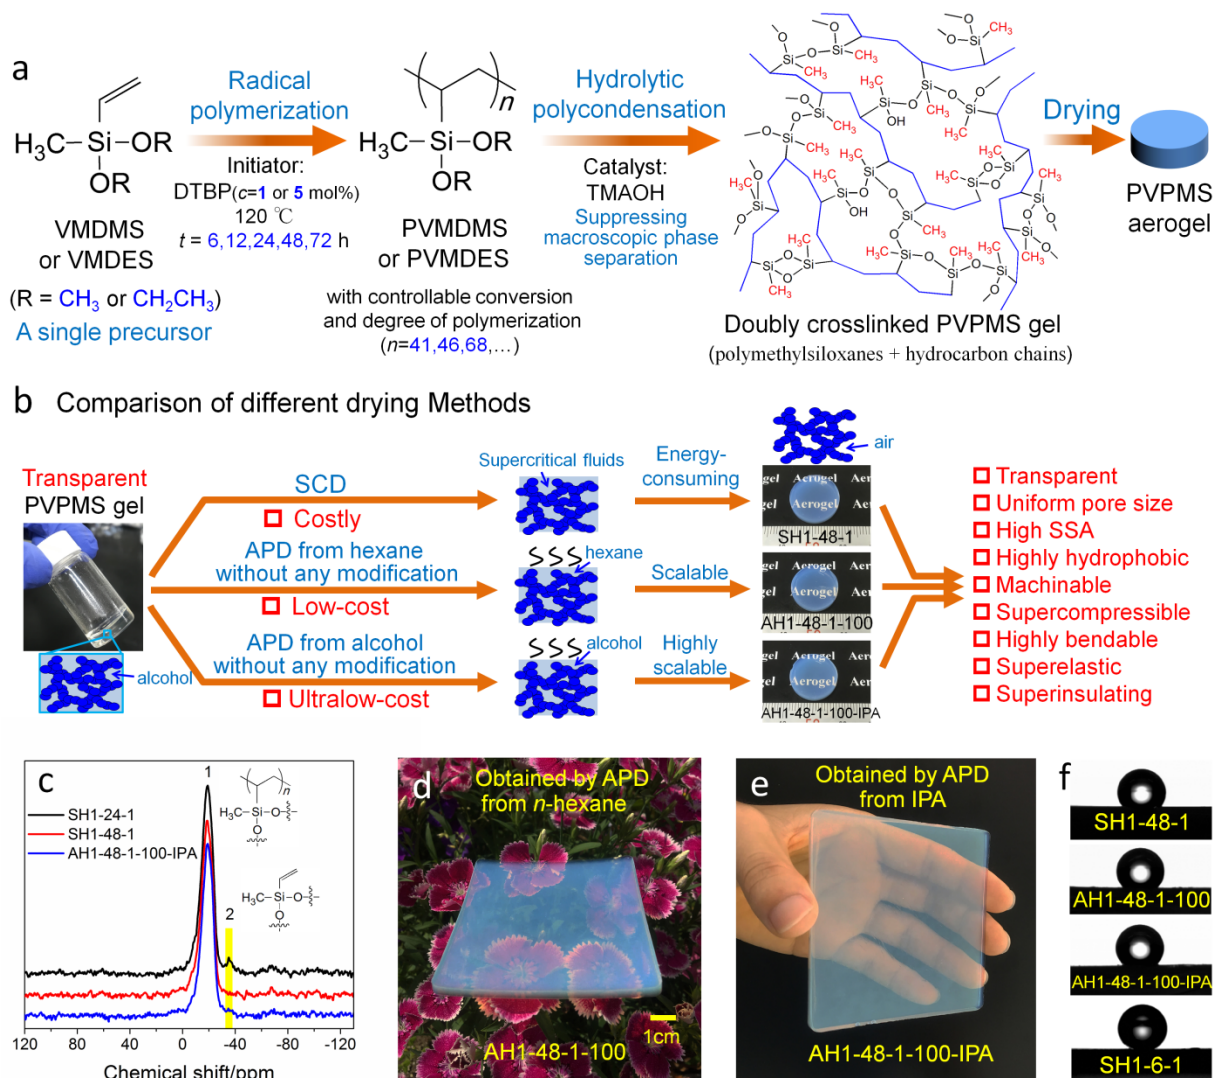 a
Radical
polymerization
Initiator:
DTBP(c=1 or 5 mol%)
120 ℃
t = 6,12,24,48,72 h
H₃C
Si
OR
OR
VMDMS
or VMDES
(R = CH₃ or CH₂CH₃)
A single precursor
n
H₃C
Si
OR
OR
PVMDMS
or PVMDES
with controllable conversion
and degree of polymerization
(n=41,46,68,…)
Hydrolytic
polycondensation
Catalyst:
TMAOH
Suppressing
macroscopic phase
separation
Doubly crosslinked PVPMS gel
(polymethylsiloxanes + hydrocarbon chains)
Drying
PVPMS
aerogel
b Comparison of different drying Methods
Transparent
PVPMS gel
alcohol
SCD
Costly
APD from hexane
without any modification
Low-cost
APD from alcohol
without any modification
Ultralow-cost
Supercritical fluids
hexane
alcohol
Energy-
consuming
Scalable
Highly
scalable
air
gel Aerogel Aer
Aerogel
SH1-48-1
Aerogel
AH1-48-1-100
Aerogel
AH1-48-1-100-IPA
Transparent
Uniform pore size
High SSA
Highly hydrophobic
Machinable
Supercompressible
Highly bendable
Superelastic
Superinsulating
c
SH1-24-1
SH1-48-1
AH1-48-1-100-IPA
1
n
H₃C-Si-O
O
2
H₃C-Si-O
O
120 80 40 0 -40 -80 -120
Chemical shift/ppm
d
Obtained by APD
from n-hexane
1cm
AH1-48-1-100
e
Obtained by APD
from IPA
AH1-48-1-100-IPA
f
SH1-48-1
AH1-48-1-100
AH1-48-1-100-IPA
SH1-6-1